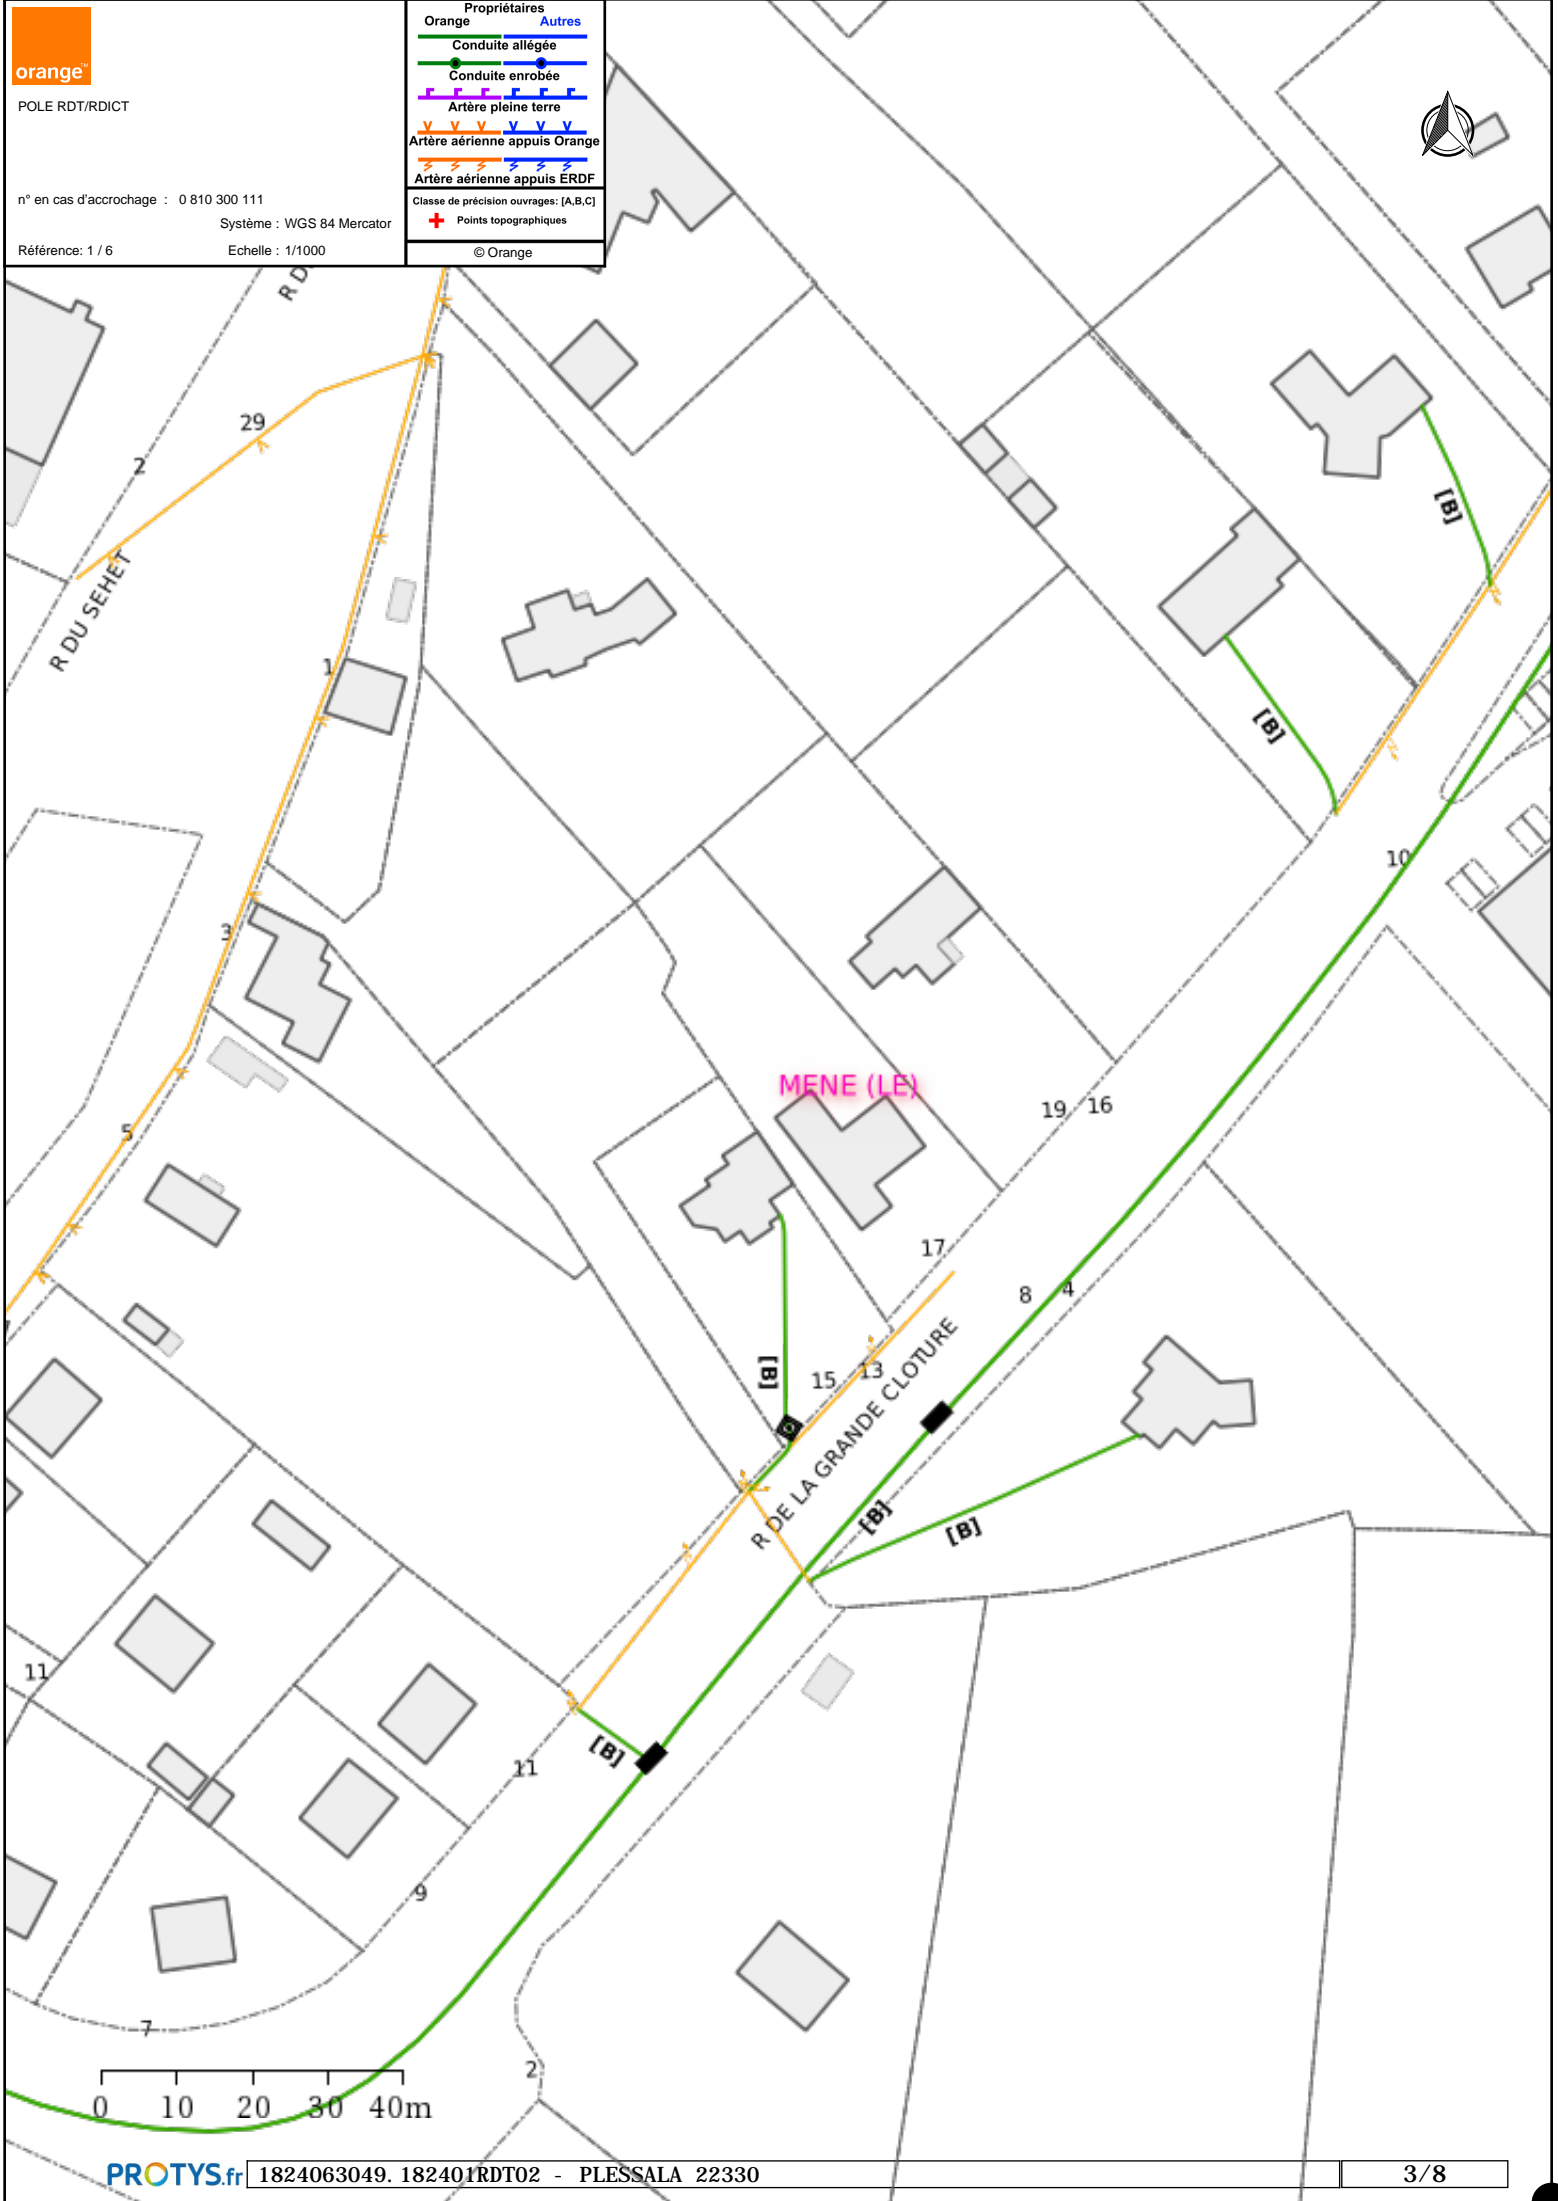 orange™
POLE RDT/RDICT
n° en cas d'accrochage : 0 810 300 111
Système : WGS 84 Mercator
Référence: 1 / 6
Echelle : 1/1000
Propriétaires
Orange
Autres
Conduite allégée
Conduite enrobée
Artère pleine terre
Artère aérienne appuis Orange
Artère aérienne appuis ERDF
Classe de précision ouvrages: [A,B,C]
Points topographiques
© Orange
29
2
[B]
R DU SEHET
1
[B]
10
3
MENE (LE)
19
16
5
17
8
4
[B]
15
13
R DE LA GRANDE CLOTURE
[B]
[B]
11
[B]
11
9
7
2
0 10 20 30 40m
PROTYS.fr
1824063049. 182401RDT02 - PLESSALA 22330
3/8